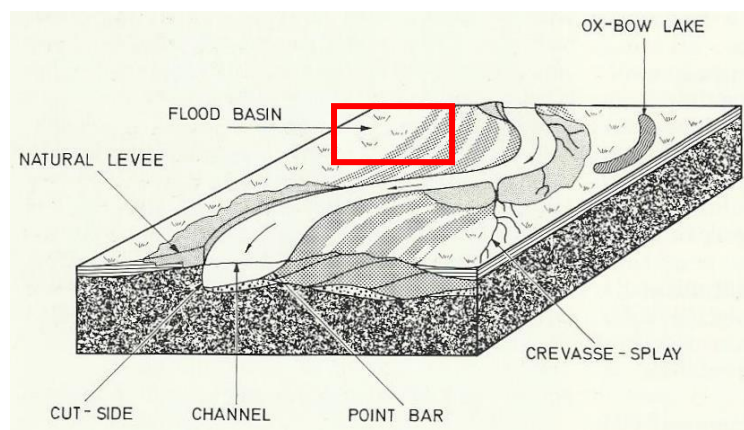 OX-BOW LAKE
FLOOD BASIN
NATURAL LEVEE
CREVASSE-SPLAY
CUT-SIDE
CHANNEL
POINT BAR